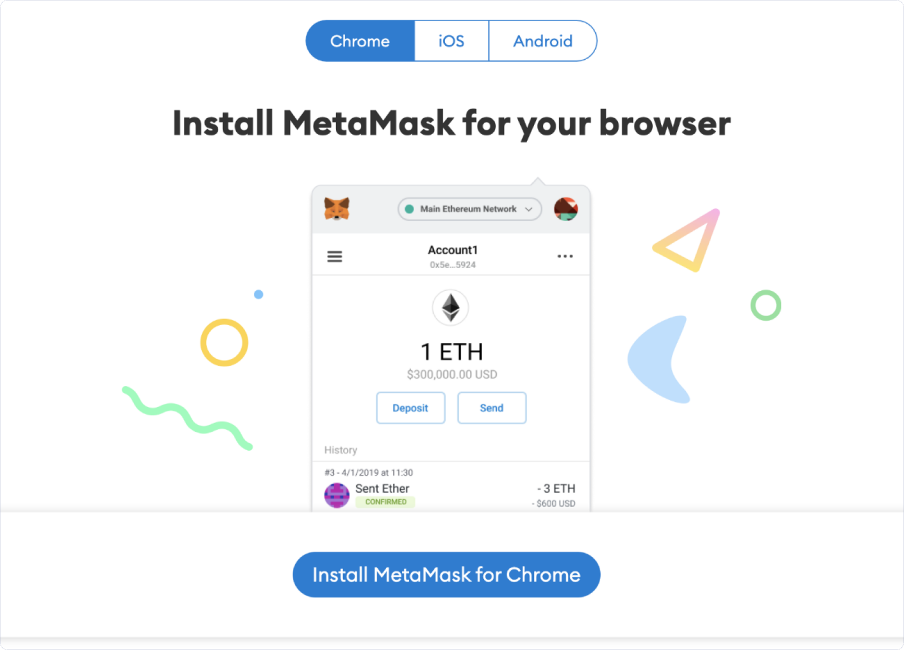 Chrome
iOS
Android
Install MetaMask for your browser
Main Ethereum Network
Account1
0x5e...5924
1 ETH
$300,000.00 USD
Deposit
Send
History
#3 - 4/1/2019 at 11:30
Sent Ether
- 3 ETH
CONFIRMED
- $600 USD
Install MetaMask for Chrome